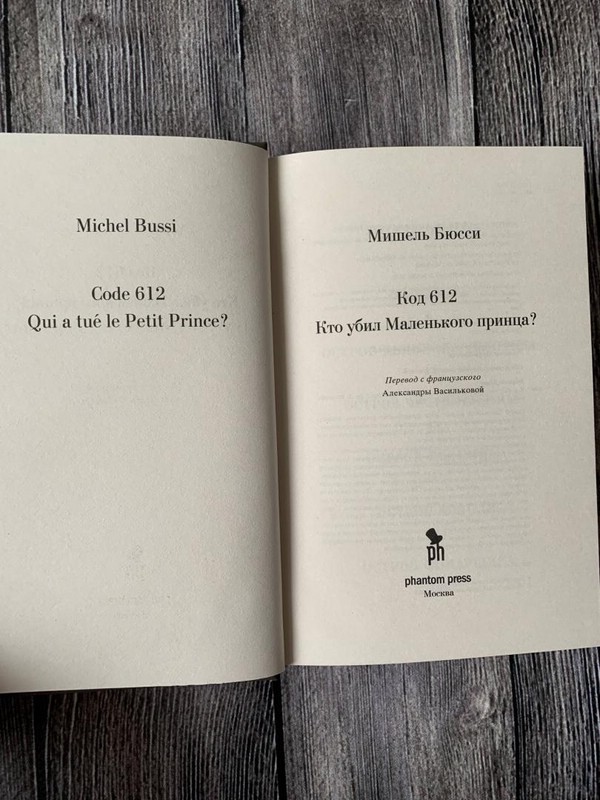 Michel Bussi
Code 612
Qui a tué le Petit Prince?
Мишель Бюсси
Код 612
Кто убил Маленького принца?
Перевод с французского
Александры Васильковой
ph
phantom press
Москва